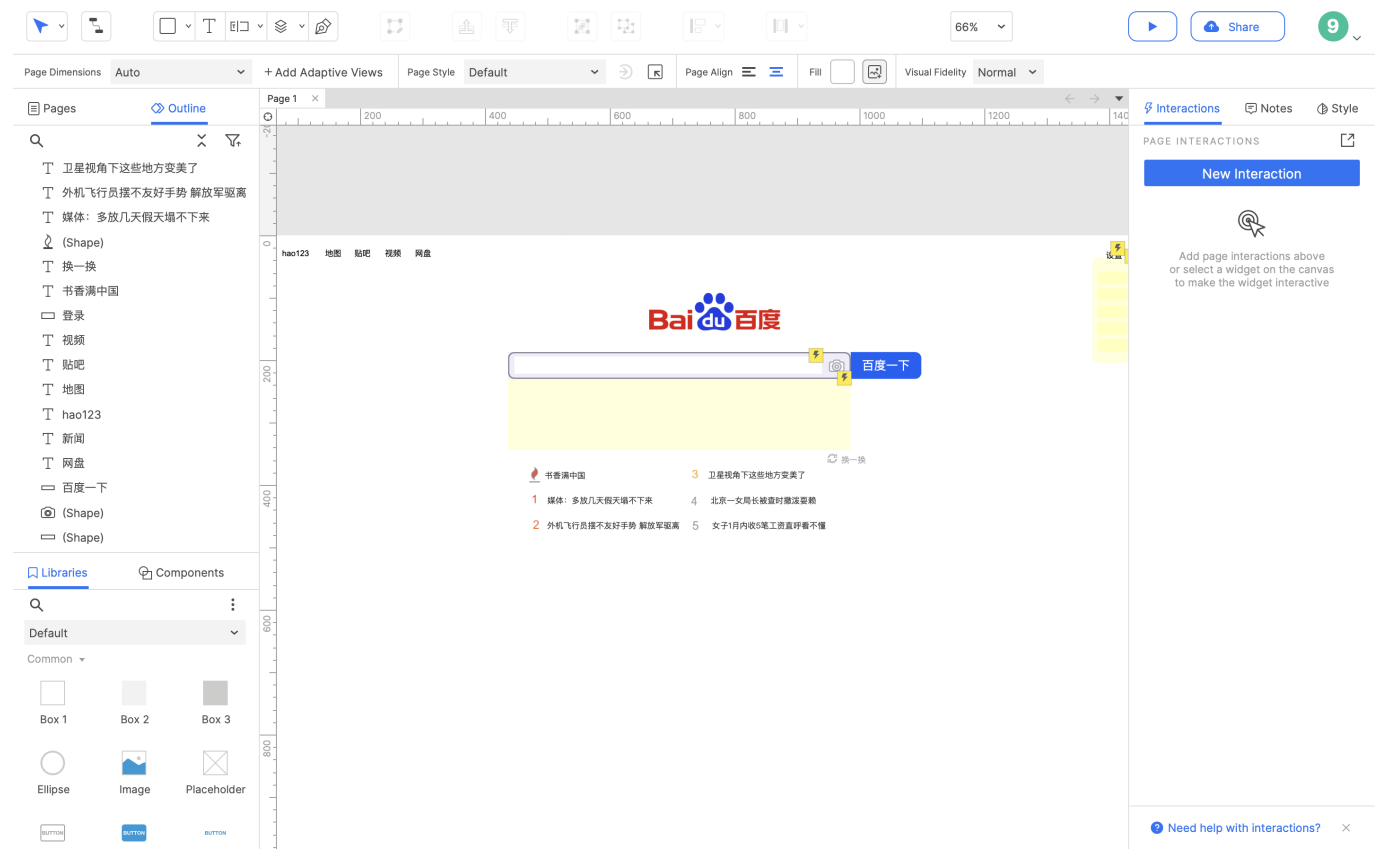 66%
Share
9
Page Dimensions
Auto
+ Add Adaptive Views
Page Style
Default
Page Align
Fill
Visual Fidelity
Normal
Pages
Outline
卫星视角下这些地方变美了
外机飞行员摆不友好手势 解放军驱离
媒体：多放几天假天塌不下来
(Shape)
换一换
书香满中国
登录
视频
贴吧
地图
hao123
新闻
网盘
百度一下
(Shape)
(Shape)
Libraries
Components
Default
Common
Box 1
Box 2
Box 3
Ellipse
Image
Placeholder
BUTTON
BUTTON
BUTTON
Page 1
200
400
600
800
1000
1200
140
0
200
400
600
800
hao123
地图
贴吧
视频
网盘
Bai du 百度
百度一下
换一换
书香满中国
3 卫星视角下这些地方变美了
1 媒体：多放几天假天塌不下来
4 北京一女局长被查时撒泼耍赖
2 外机飞行员摆不友好手势 解放军驱离
5 女子1月内收5笔工资直呼看不懂
Interactions
Notes
Style
PAGE INTERACTIONS
New Interaction
Add page interactions above
or select a widget on the canvas
to make the widget interactive
Need help with interactions?